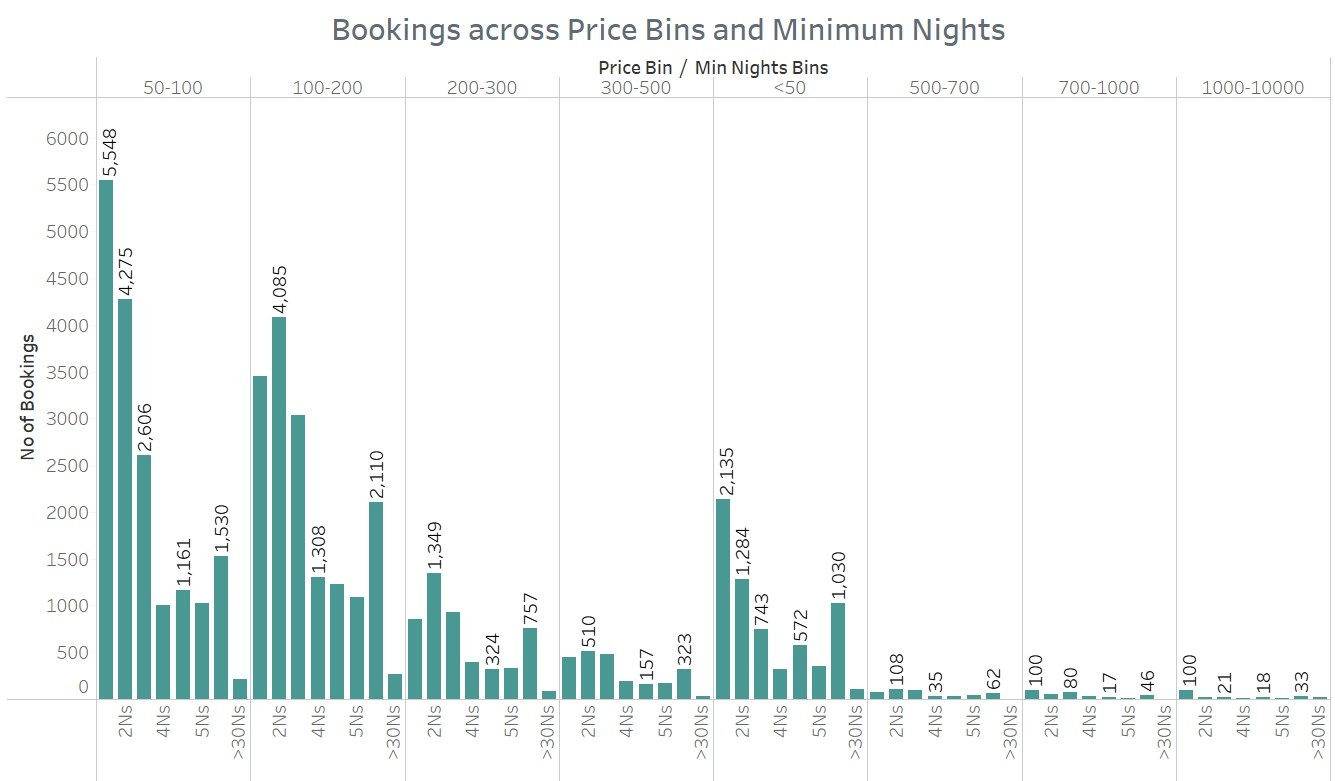 Bookings across Price Bins and Minimum Nights
Price Bin / Min Nights Bins
50-100 100-200 200-300 300-500 <50 500-700 700-1000 1000-10000
No of Bookings
6000
5500
5000
4500
4000
3500
3000
2500
2000
1500
1000
500
0
5,548 4,275 2,606 1,161 1,530
4,085 1,308 2,110
1,349 324 757
510 157 323
2,135 1,284 743 572 1,030
108 35 62
100 80 17 46
100 21 18 33
2Ns 4Ns 5Ns >30Ns 2Ns 4Ns 5Ns >30Ns 2Ns 4Ns 5Ns >30Ns 2Ns 4Ns 5Ns >30Ns 2Ns 4Ns 5Ns >30Ns 2Ns 4Ns 5Ns >30Ns 2Ns 4Ns 5Ns >30Ns 2Ns 4Ns 5Ns >30Ns